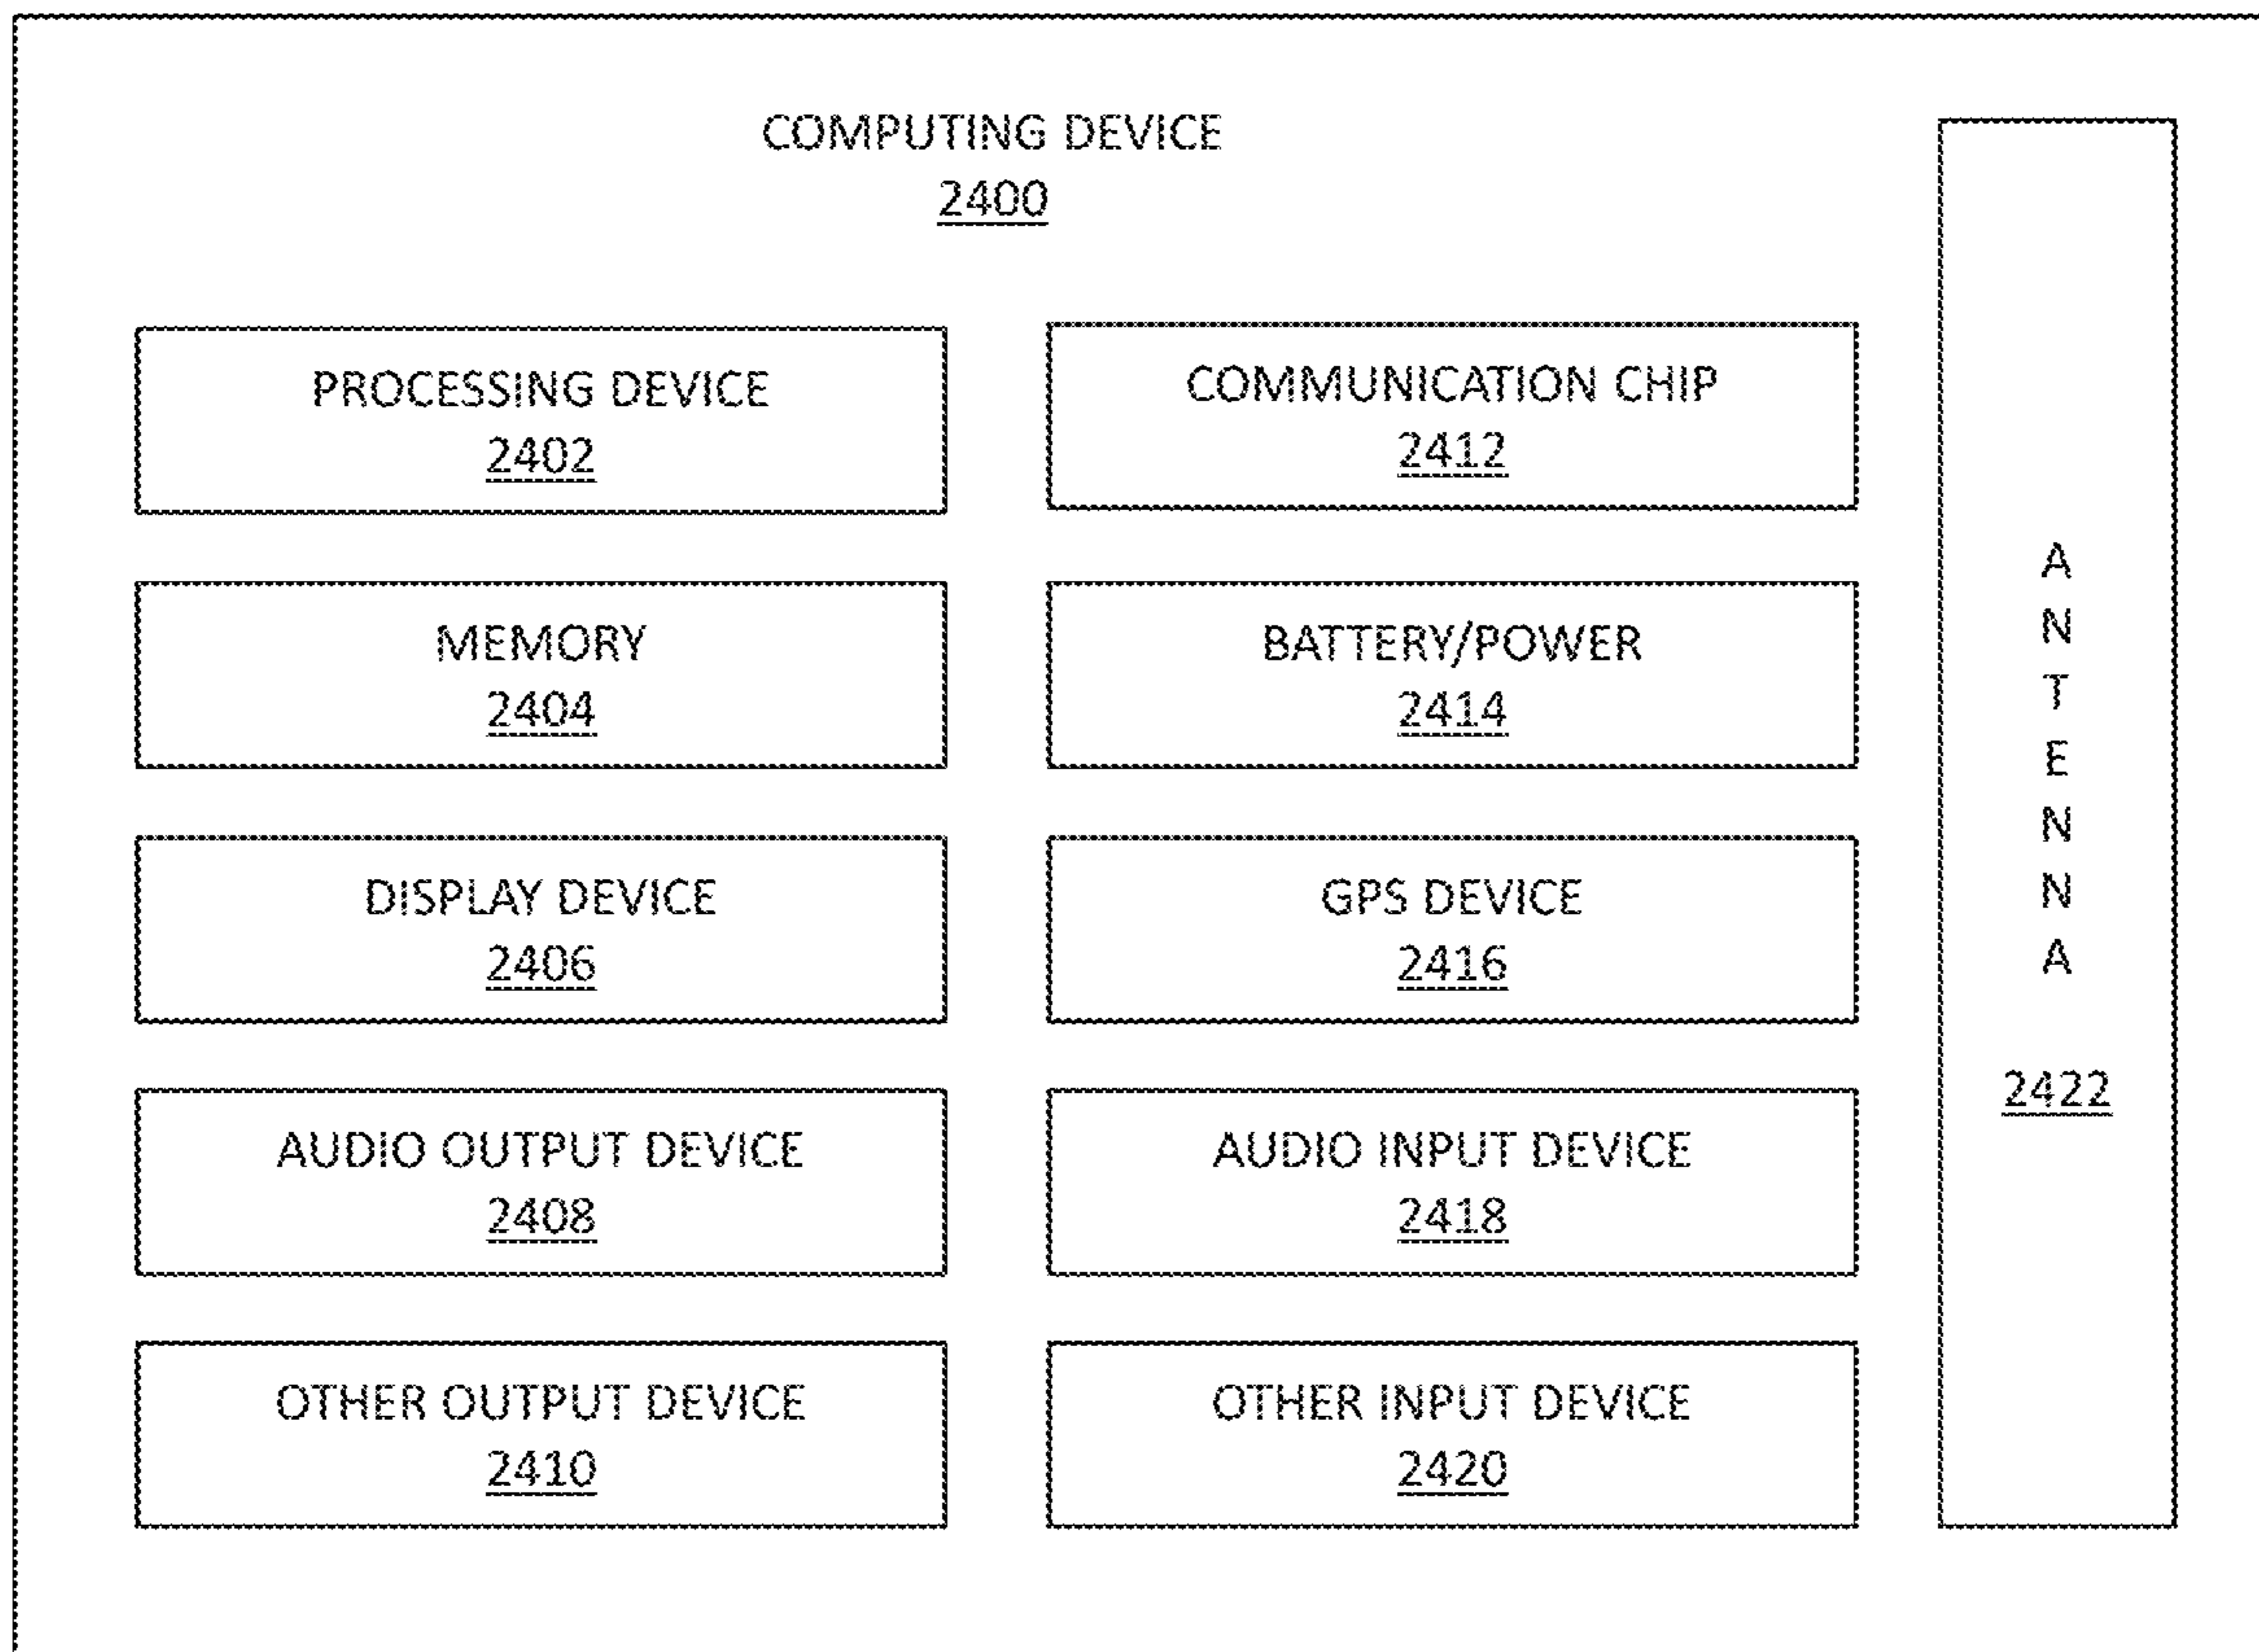 COMPUTING DEVICE
2400
PROCESSING DEVICE
2402
COMMUNICATION CHIP
2412
MEMORY
2404
BATTERY/POWER
2414
DISPLAY DEVICE
2406
GPS DEVICE
2416
AUDIO OUTPUT DEVICE
2408
AUDIO INPUT DEVICE
2418
OTHER OUTPUT DEVICE
2410
OTHER INPUT DEVICE
2420
A
N
T
E
N
N
A
2422